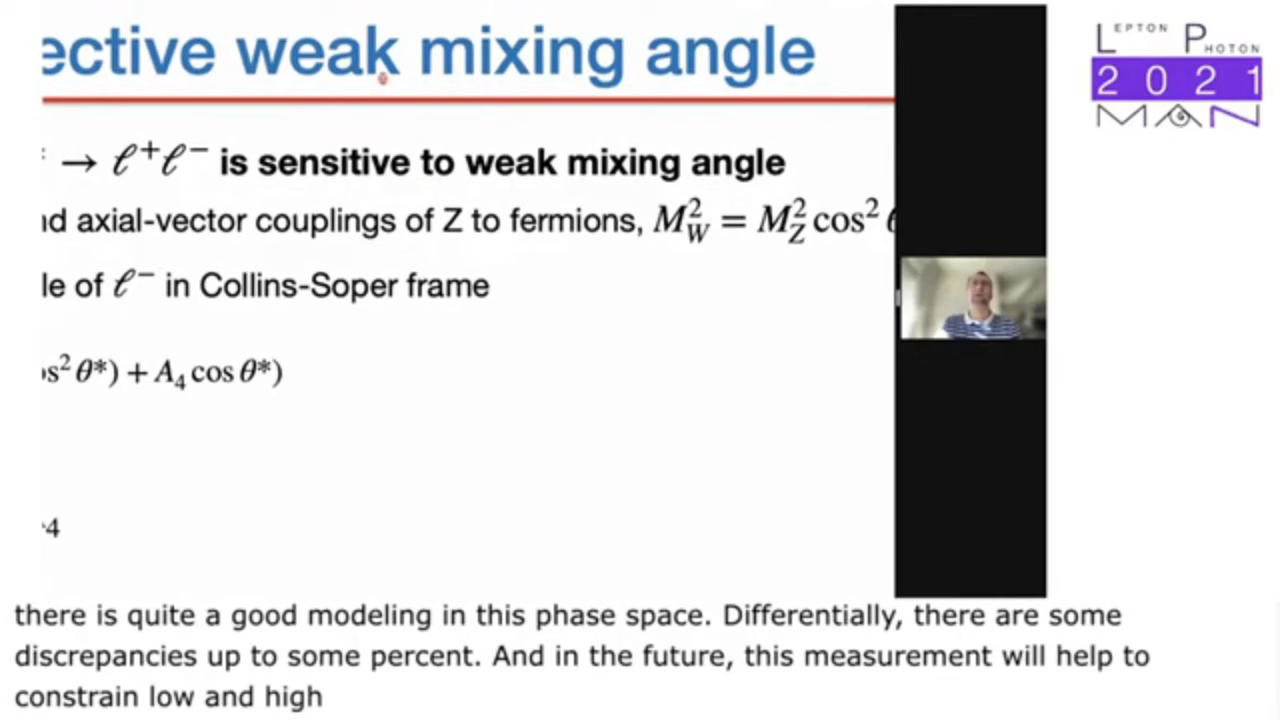 ective weak mixing angle
→ ℓ⁺ℓ⁻ is sensitive to weak mixing angle
nd axial-vector couplings of Z to fermions, M_W² = M_Z² cos² θ
le of ℓ⁻ in Collins-Soper frame
os² θ*) + A₄ cos θ*)
-4
LEPTON PHOTON
2021
MAN
there is quite a good modeling in this phase space. Differentially, there are some
discrepancies up to some percent. And in the future, this measurement will help to
constrain low and high